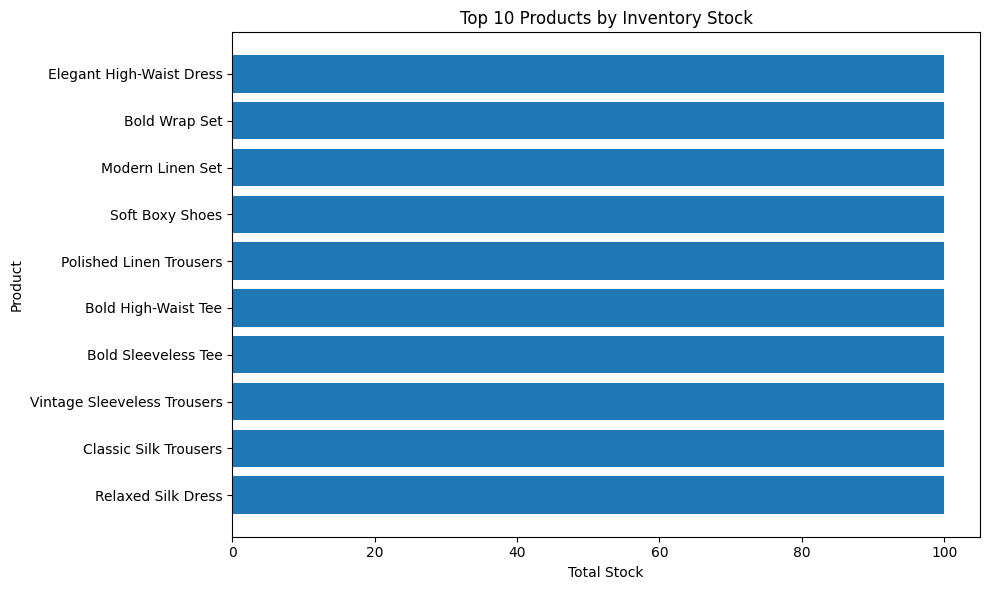 Top 10 Products by Inventory Stock
Product
Elegant High-Waist Dress
Bold Wrap Set
Modern Linen Set
Soft Boxy Shoes
Polished Linen Trousers
Bold High-Waist Tee
Bold Sleeveless Tee
Vintage Sleeveless Trousers
Classic Silk Trousers
Relaxed Silk Dress
0 20 40 60 80 100
Total Stock